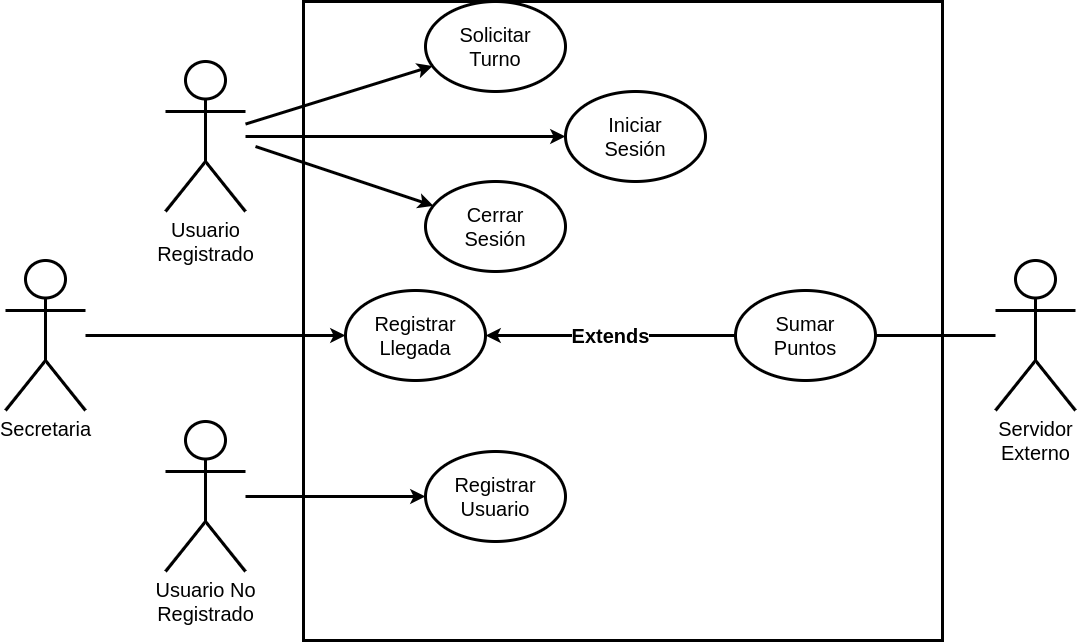 Solicitar
Turno
Iniciar
Sesión
Cerrar
Sesión
Usuario
Registrado
Registrar
Llegada
Extends
Sumar
Puntos
Secretaria
Servidor
Externo
Registrar
Usuario
Usuario No
Registrado